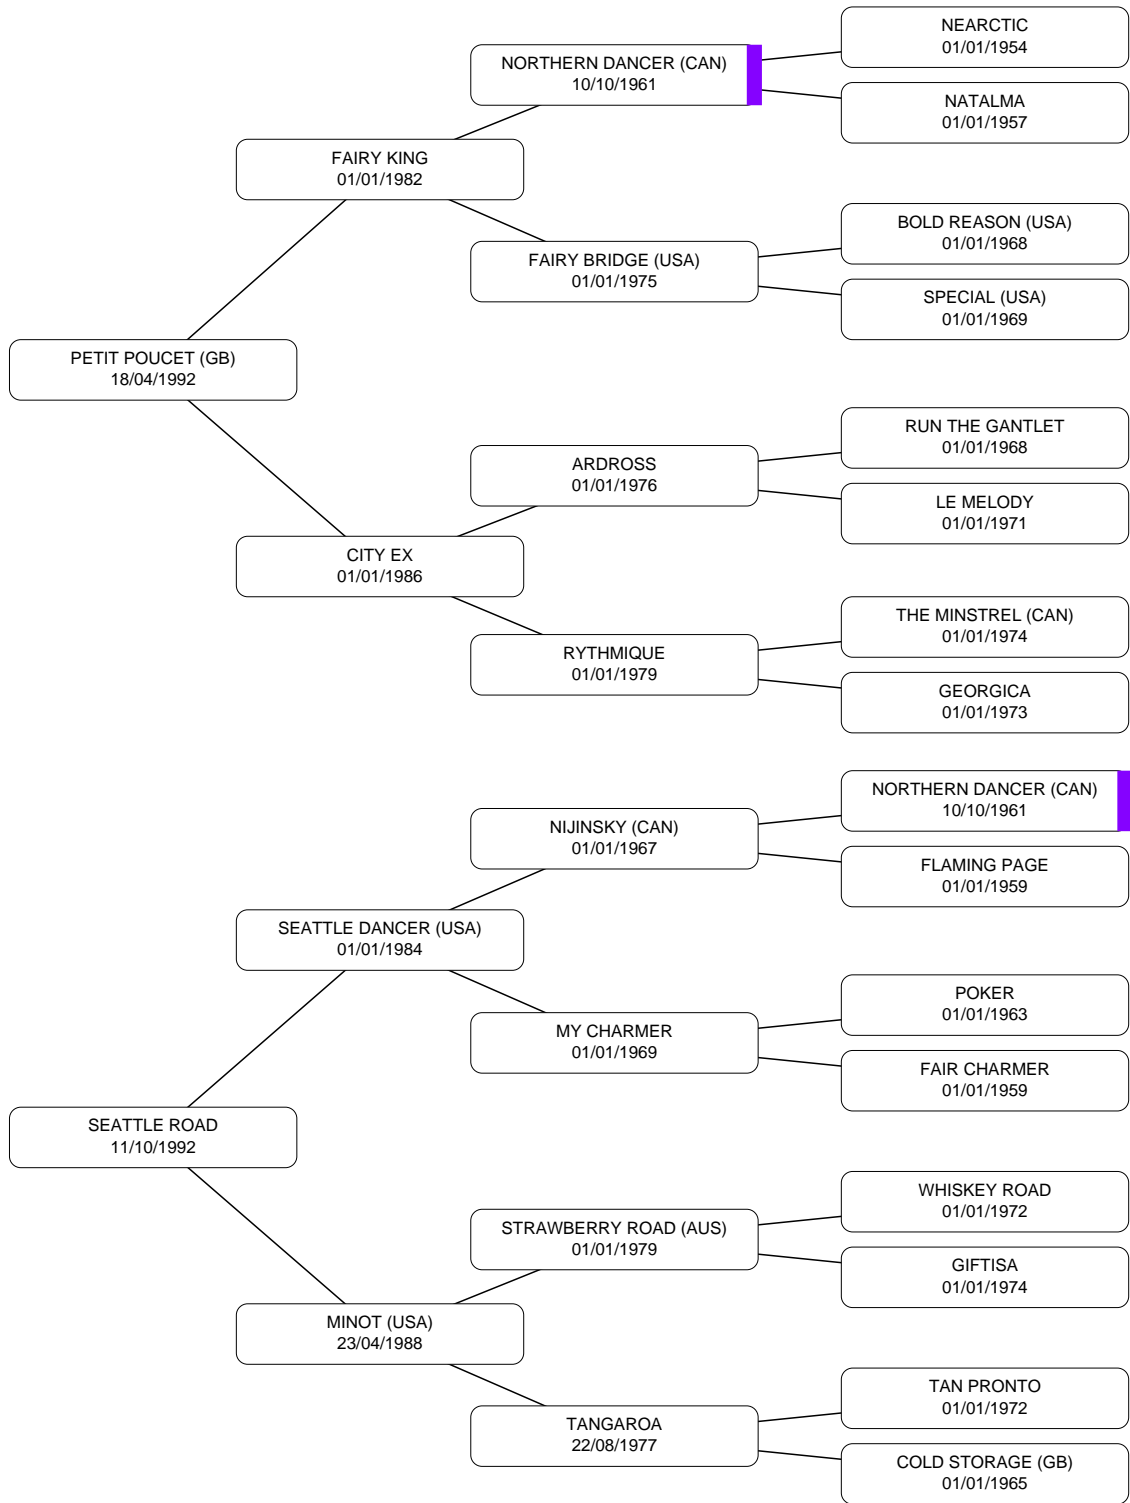 NEARCTIC
01/01/1954
NORTHERN DANCER (CAN)
10/10/1961
NATALMA
01/01/1957
FAIRY KING
01/01/1982
BOLD REASON (USA)
01/01/1968
FAIRY BRIDGE (USA)
01/01/1975
SPECIAL (USA)
01/01/1969
PETIT POUCET (GB)
18/04/1992
RUN THE GANTLET
01/01/1968
ARDROSS
01/01/1976
LE MELODY
01/01/1971
CITY EX
01/01/1986
THE MINSTREL (CAN)
01/01/1974
RYTHMIQUE
01/01/1979
GEORGICA
01/01/1973
NORTHERN DANCER (CAN)
10/10/1961
NIJINSKY (CAN)
01/01/1967
FLAMING PAGE
01/01/1959
SEATTLE DANCER (USA)
01/01/1984
POKER
01/01/1963
MY CHARMER
01/01/1969
FAIR CHARMER
01/01/1959
SEATTLE ROAD
11/10/1992
WHISKEY ROAD
01/01/1972
STRAWBERRY ROAD (AUS)
01/01/1979
GIFTISA
01/01/1974
MINOT (USA)
23/04/1988
TAN PRONTO
01/01/1972
TANGAROA
22/08/1977
COLD STORAGE (GB)
01/01/1965